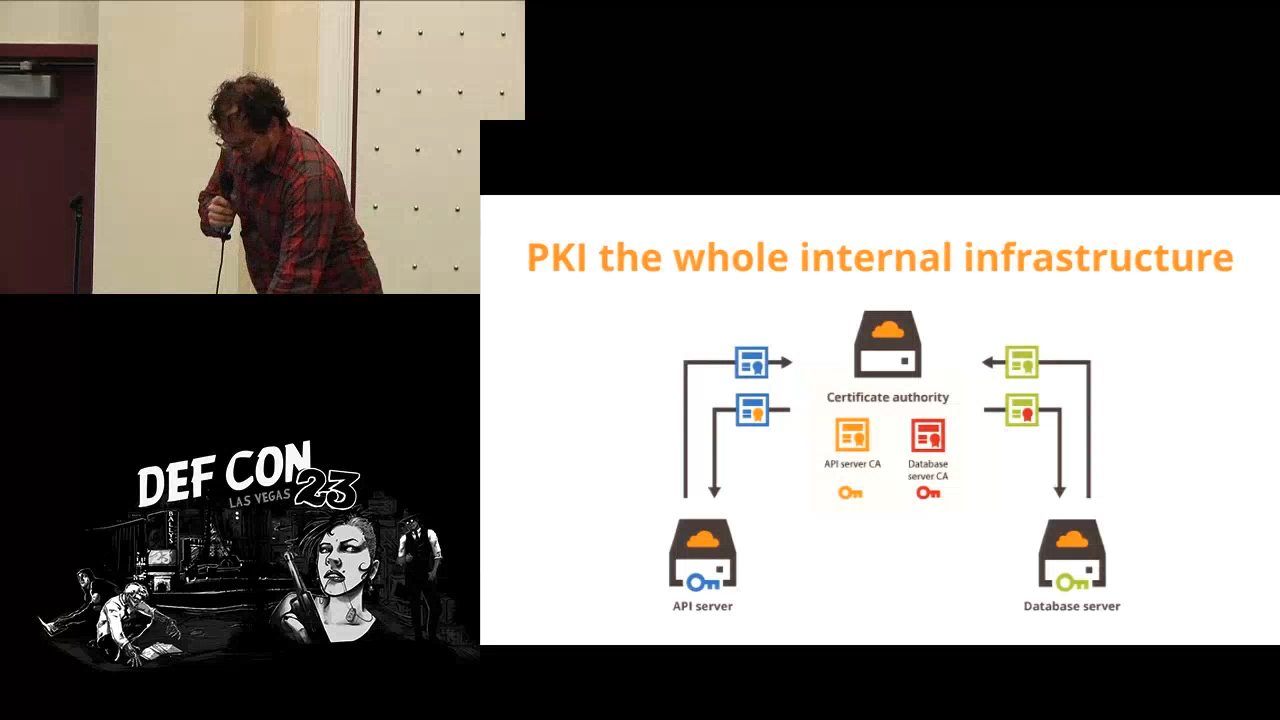 PKI the whole internal infrastructure
Certificate authority
API server CA
Database
server CA
API server
Database server
DEF CON
LAS VEGAS 23
BALLYS